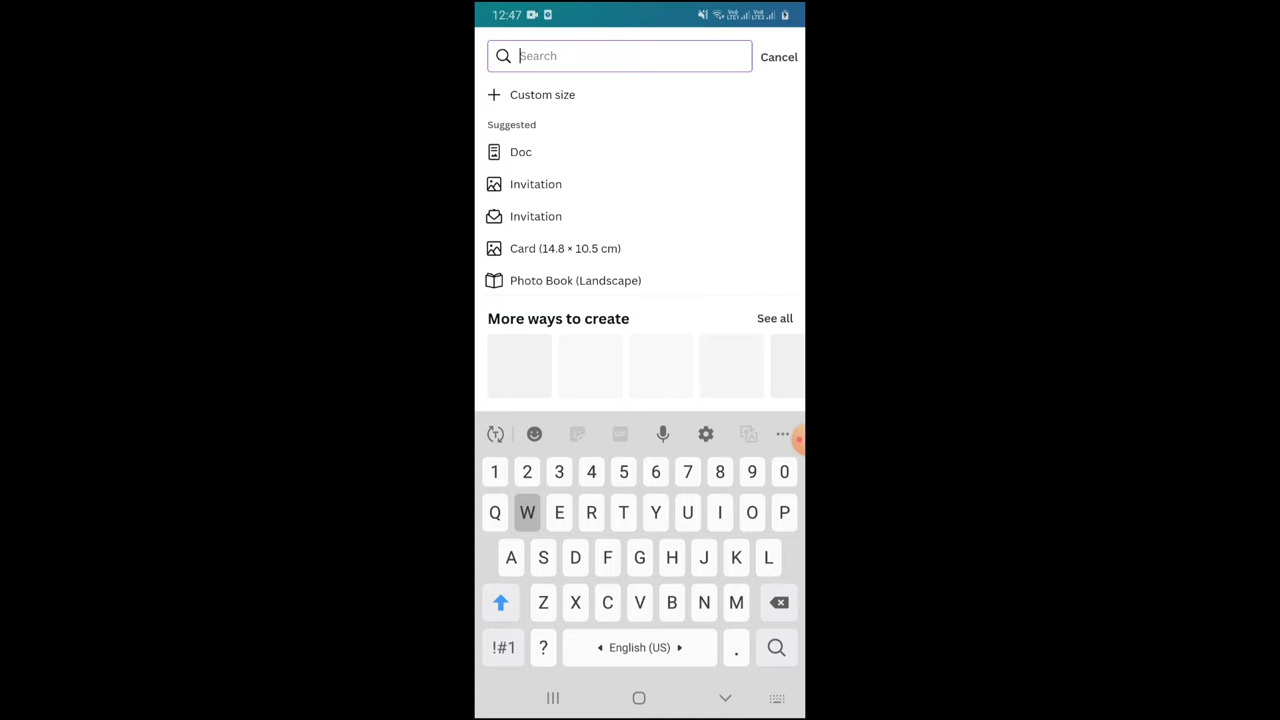 12:47
Search
Cancel
Custom size
Suggested
Doc
Invitation
Invitation
Card (14.8 × 10.5 cm)
Photo Book (Landscape)
More ways to create
See all
1 2 3 4 5 6 7 8 9 0
Q W E R T Y U I O P
A S D F G H J K L
Z X C V B N M
!#1 ? English (US) .